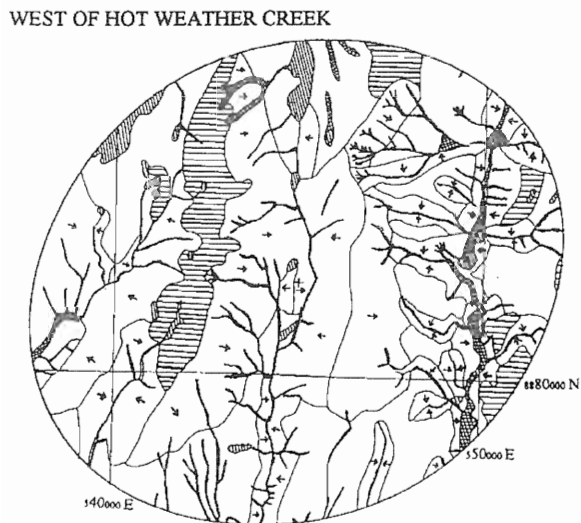 WEST OF HOT WEATHER CREEK
8880000 N
550000 E
540000 E